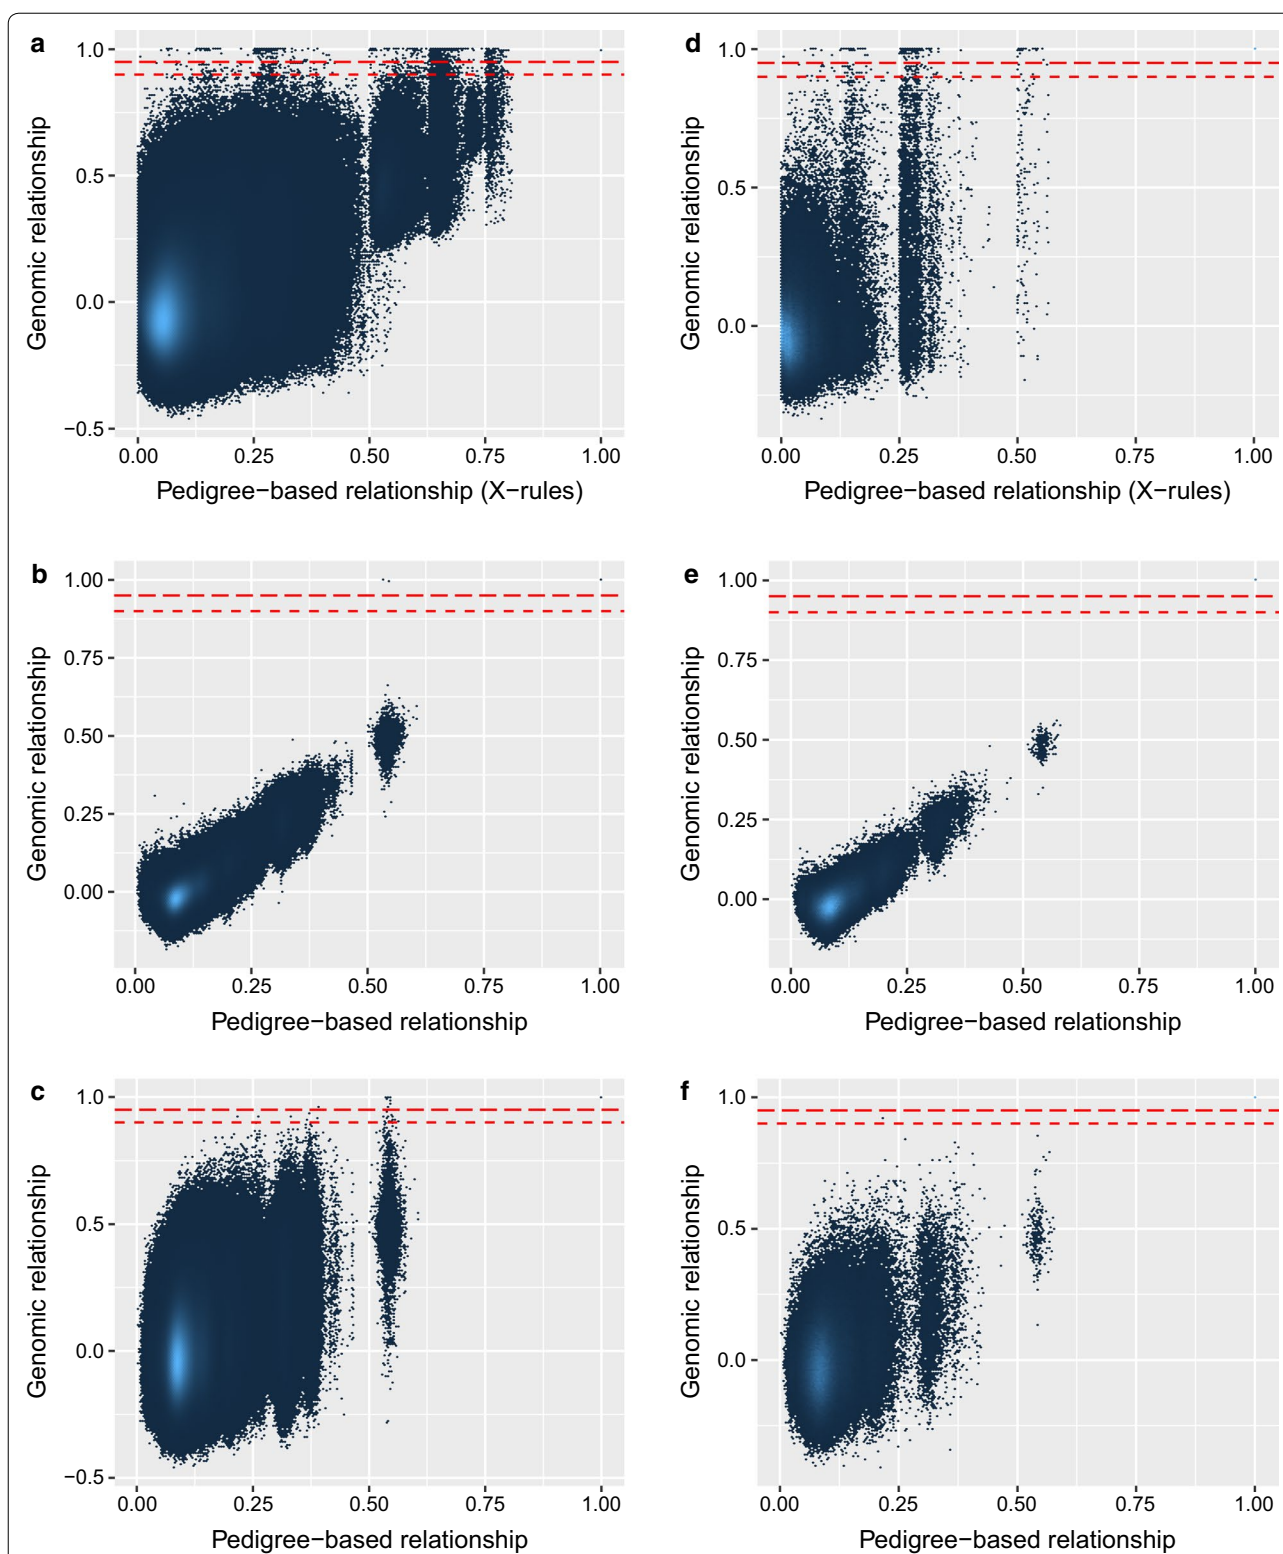 a
1.0
0.5
0.0
−0.5
Genomic relationship
0.00 0.25 0.50 0.75 1.00
Pedigree−based relationship (X−rules)
d
1.0
0.5
0.0
Genomic relationship
0.00 0.25 0.50 0.75 1.00
Pedigree−based relationship (X−rules)
b
1.00
0.75
0.50
0.25
0.00
Genomic relationship
0.00 0.25 0.50 0.75 1.00
Pedigree−based relationship
e
1.00
0.75
0.50
0.25
0.00
Genomic relationship
0.00 0.25 0.50 0.75 1.00
Pedigree−based relationship
c
1.0
0.5
0.0
−0.5
Genomic relationship
0.00 0.25 0.50 0.75 1.00
Pedigree−based relationship
f
1.0
0.5
0.0
Genomic relationship
0.00 0.25 0.50 0.75 1.00
Pedigree−based relationship